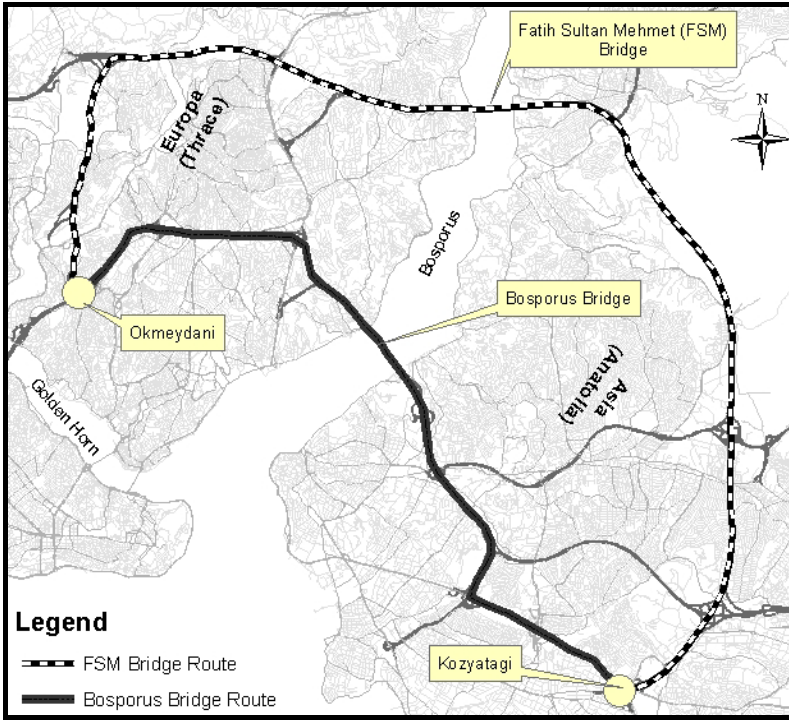 Fatih Sultan Mehmet (FSM)
Bridge
N
Europa
(Thrace)
Bosporus
Bosporus Bridge
Okmeydani
Asia
(Anatolia)
Golden Horn
Legend
FSM Bridge Route
Bosporus Bridge Route
Kozyatagi